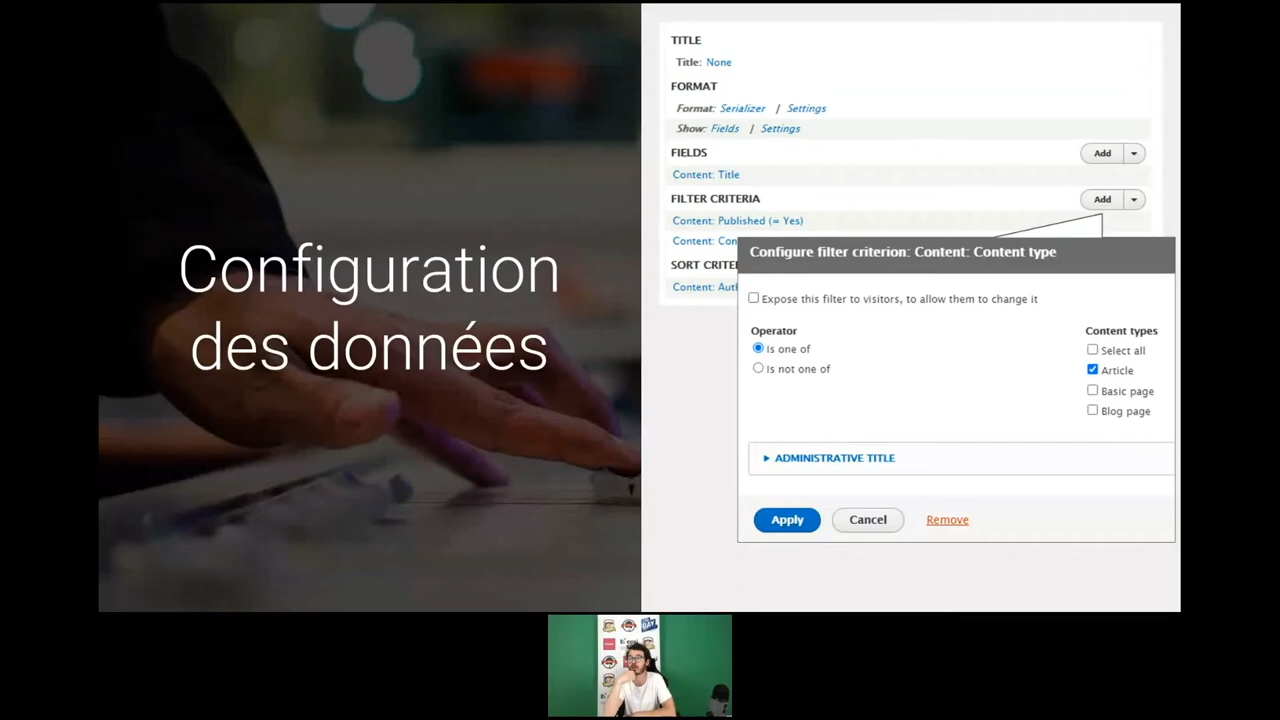 Configuration
des données
TITLE
Title: None
FORMAT
Format: Serializer | Settings
Show: Fields | Settings
FIELDS
Add
Content: Title
FILTER CRITERIA
Add
Content: Published (= Yes)
Content: Con
SORT CRITE
Content: Aut
Configure filter criterion: Content: Content type
Expose this filter to visitors, to allow them to change it
Operator
Is one of
Is not one of
Content types
Select all
Article
Basic page
Blog page
ADMINISTRATIVE TITLE
Apply
Cancel
Remove